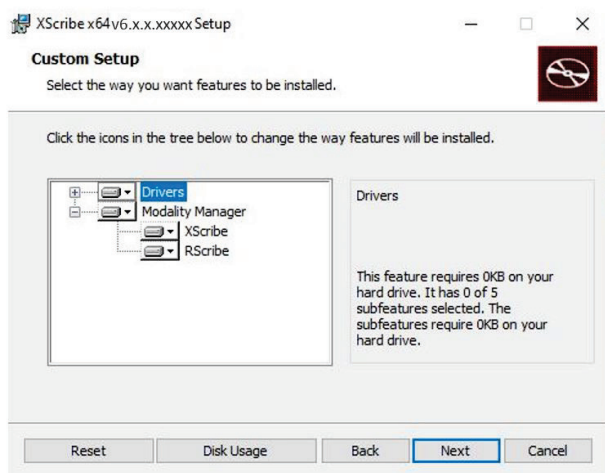 XScribe x64 v6.x.x.xxxxx Setup
Custom Setup
Select the way you want features to be installed.
Click the icons in the tree below to change the way features will be installed.
Drivers
Modality Manager
XScribe
RScribe
Drivers
This feature requires 0KB on your
hard drive. It has 0 of 5
subfeatures selected. The
subfeatures require 0KB on your
hard drive.
Reset
Disk Usage
Back
Next
Cancel